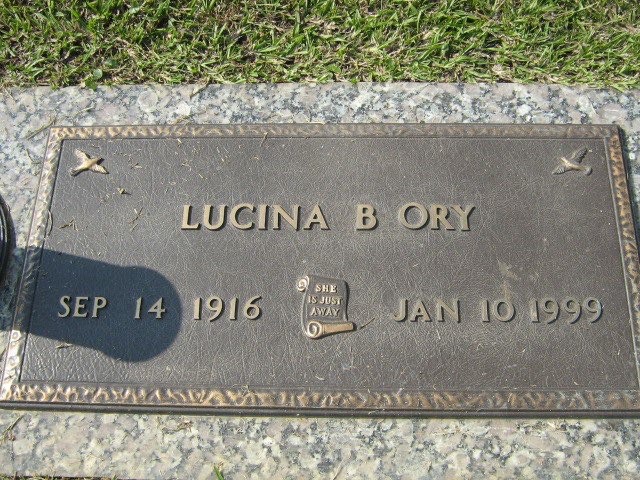 LUCINA B ORY
SEP 14 1916
SHE
IS JUST
AWAY
JAN 10 1999